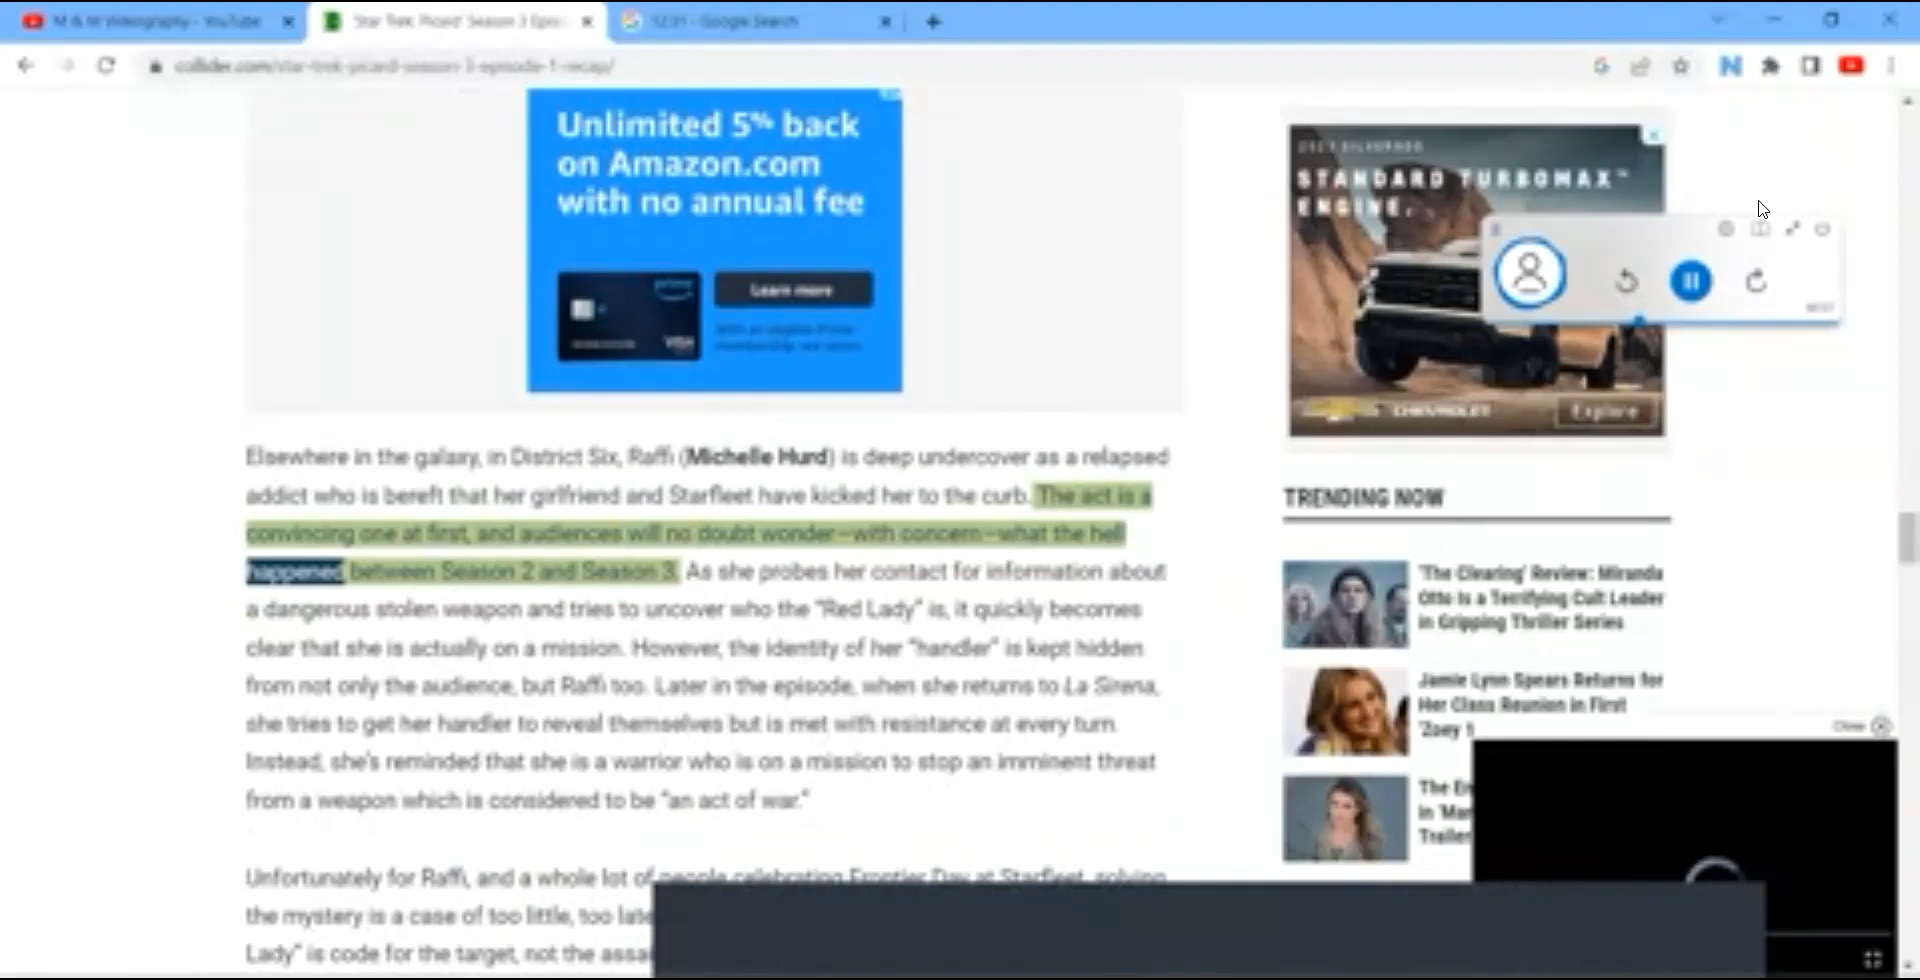 M & M Videography - YouTube
'Star Trek: Picard' Season 3 Epis
12:01 - Google Search
collider.com/star-trek-picard-season-3-episode-1-recap/
Unlimited 5% back
on Amazon.com
with no annual fee
prime
Learn more
VISA
STANDARD TURBOMAX™
ENGINE.
CHEVROLET
Explore
Elsewhere in the galaxy, in District Six, Raffi (Michelle Hurd) is deep undercover as a relapsed
addict who is bereft that her girlfriend and Starfleet have kicked her to the curb. The act is a
convincing one at first, and audiences will no doubt wonder—with concern—what the hell
happened between Season 2 and Season 3. As she probes her contact for information about
a dangerous stolen weapon and tries to uncover who the "Red Lady" is, it quickly becomes
clear that she is actually on a mission. However, the identity of her "handler" is kept hidden
from not only the audience, but Raffi too. Later in the episode, when she returns to La Sirena,
she tries to get her handler to reveal themselves but is met with resistance at every turn.
Instead, she's reminded that she is a warrior who is on a mission to stop an imminent threat
from a weapon which is considered to be "an act of war."
Unfortunately for Raffi, and a whole lot of people celebrating Frontier Day at Starfleet, solving
the mystery is a case of too little, too late
Lady" is code for the target, not the assa
TRENDING NOW
'The Clearing' Review: Miranda
Otto Is a Terrifying Cult Leader
in Gripping Thriller Series
Jamie Lynn Spears Returns for
Her Class Reunion in First
'Zoey 1
The En
in 'Mar
Trailer
Close